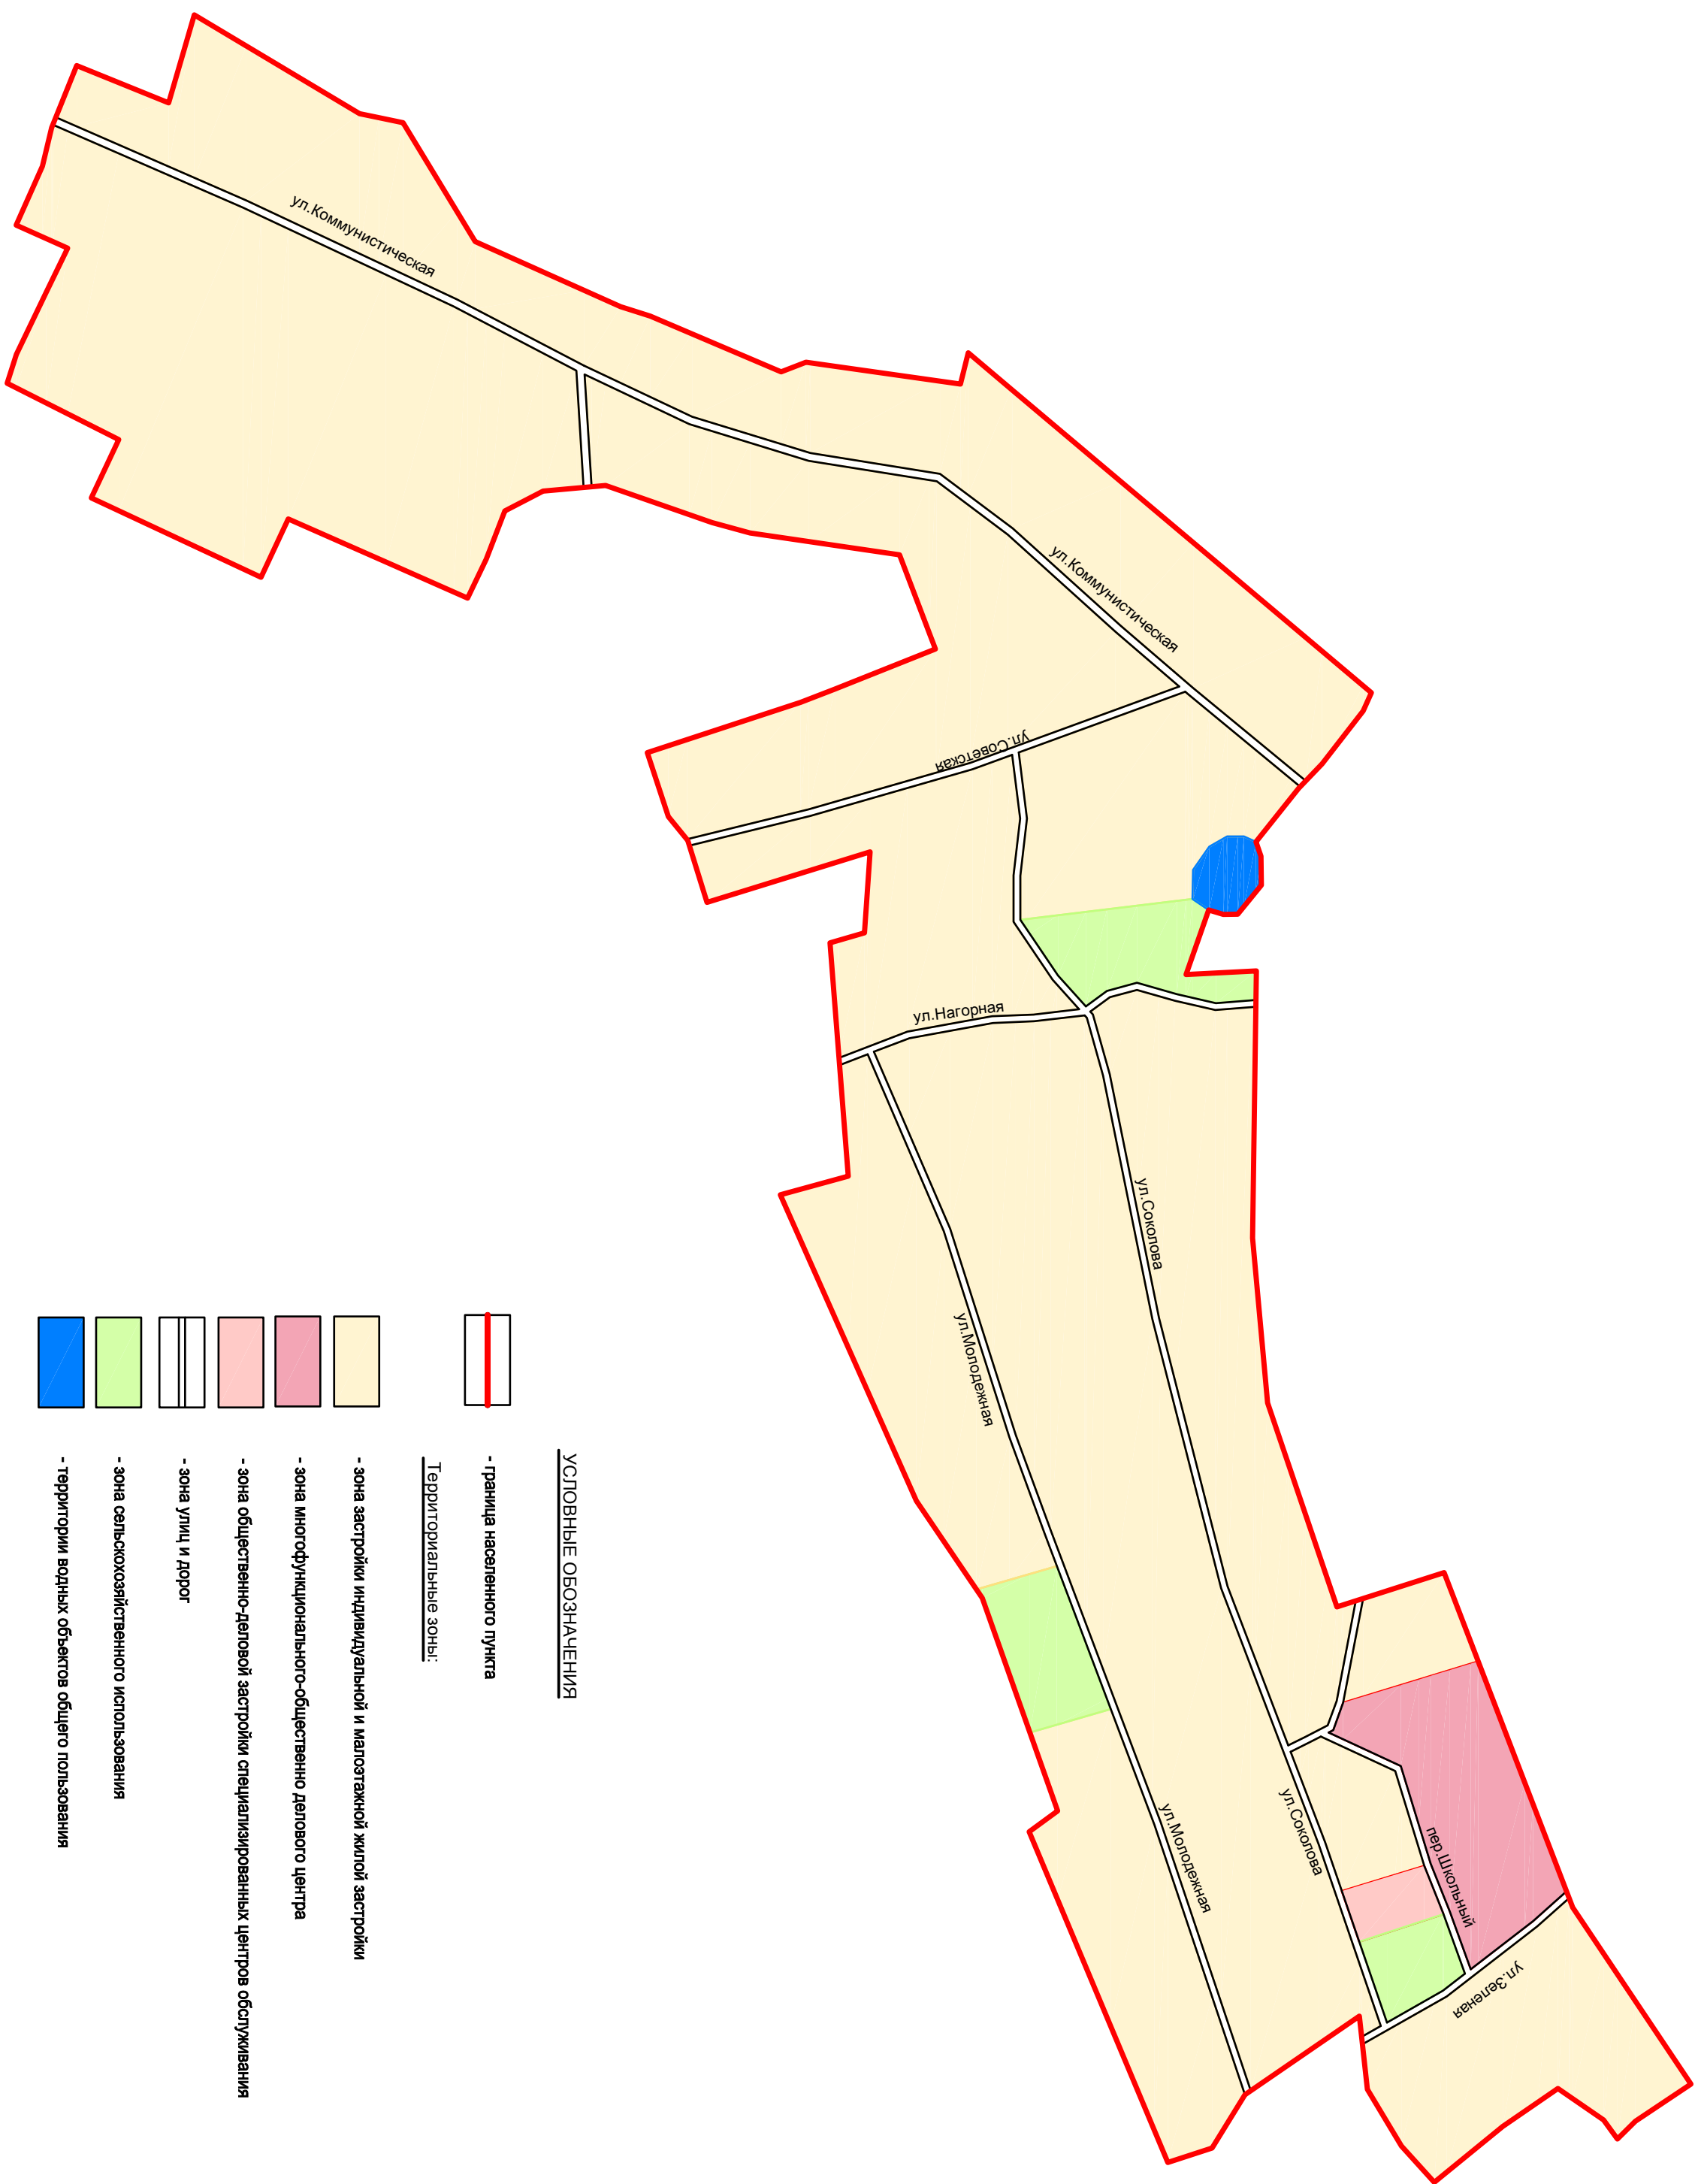 ул.Коммунистическая
ул.Коммунистическая
ул.Советская
ул.Нагорная
ул.Соколова
ул.Молодежная
ул.Соколова
пер.Школьный
ул.Молодежная
ул.Зеленая
УСЛОВНЫЕ ОБОЗНАЧЕНИЯ
- граница населенного пункта
Территориальные зоны:
- зона застройки индивидуальной и малоэтажной жилой застройки
- зона многофункционального-общественно делового центра
- зона общественно-деловой застройки специализированных центров обслуживания
- зона улиц и дорог
- зона сельскохозяйственного использования
- территории водных объектов общего пользования